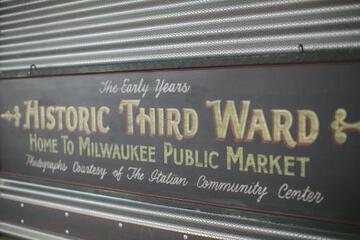 The Early Years
Historic Third Ward
Home To Milwaukee Public Market
Photographs Courtesy of The Italian Community Center